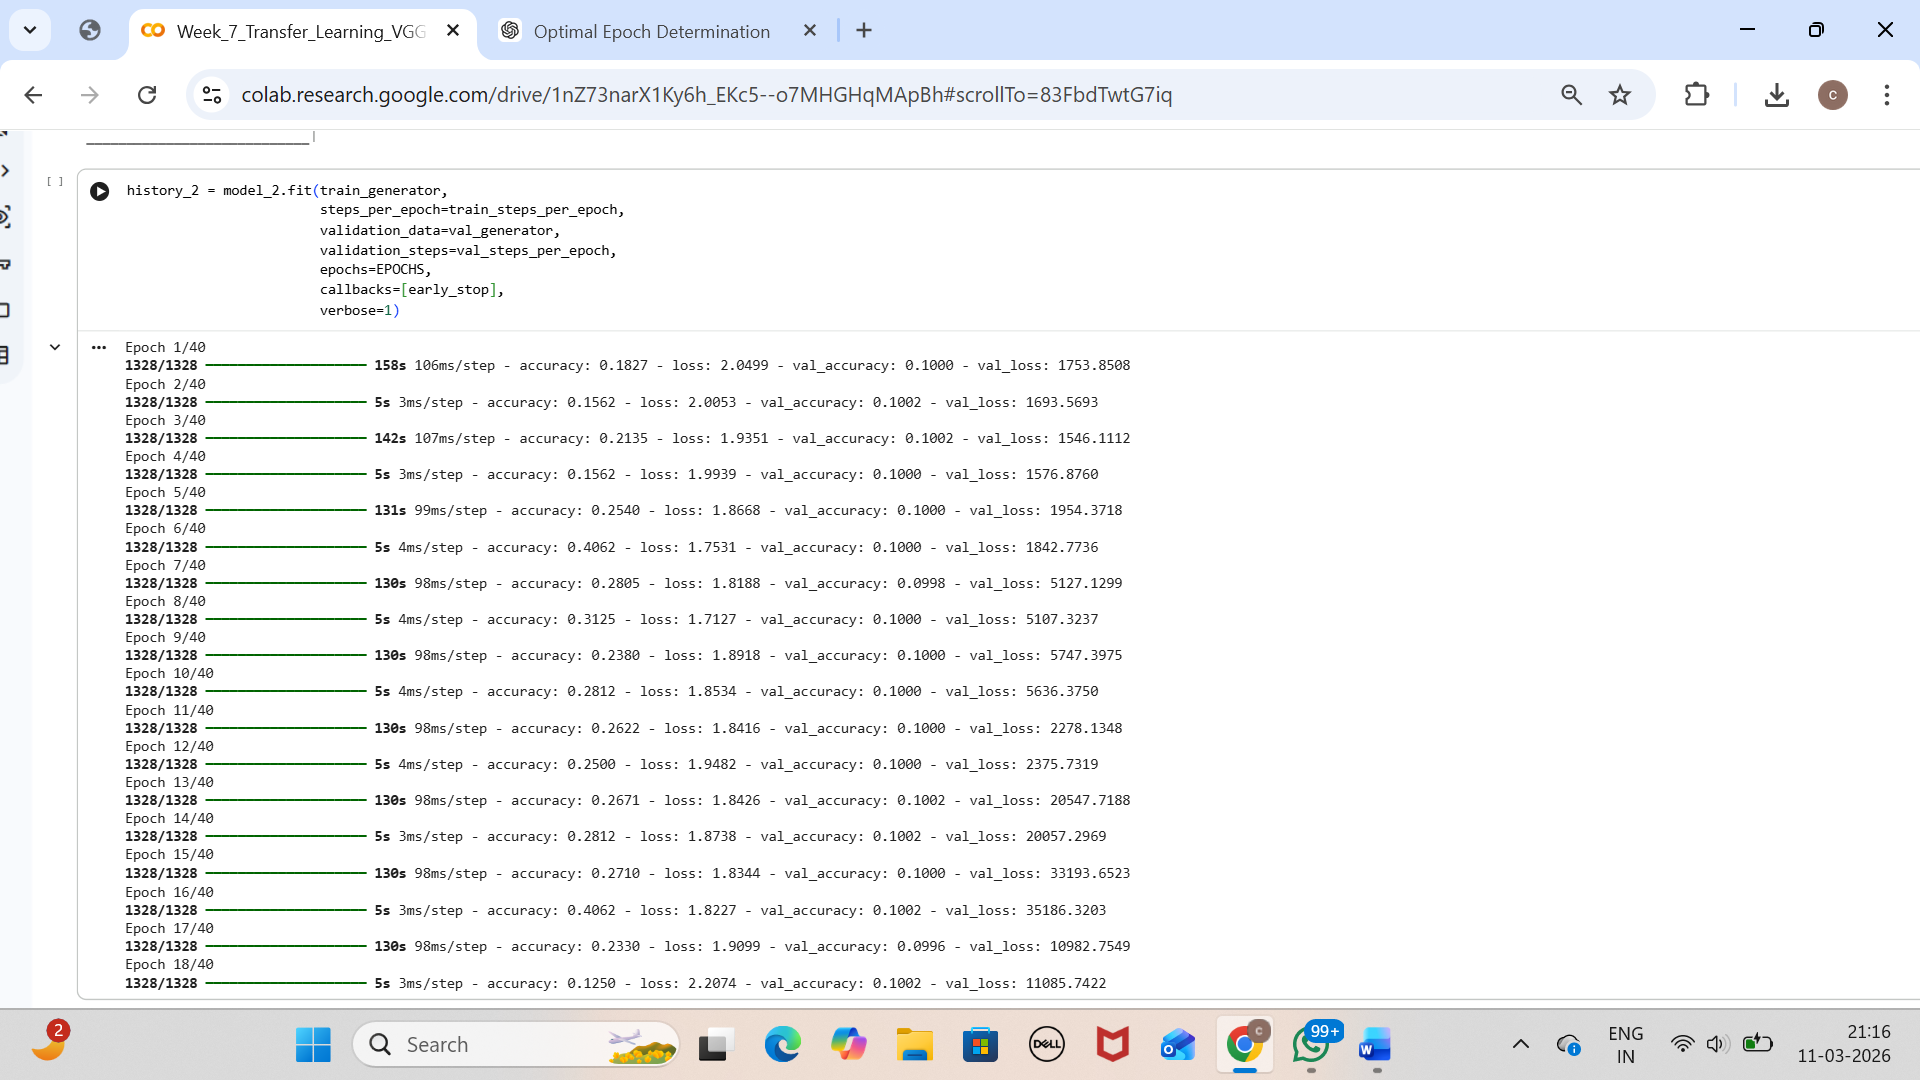 Week_7_Transfer_Learning_VGG
Optimal Epoch Determination
colab.research.google.com/drive/1nZ73narX1Ky6h_EKc5--o7MHGHqMApBh#scrollTo=83FbdTwtG7iq
c
[ ]
history_2 = model_2.fit(train_generator,
steps_per_epoch=train_steps_per_epoch,
validation_data=val_generator,
validation_steps=val_steps_per_epoch,
epochs=EPOCHS,
callbacks=[early_stop],
verbose=1)
Epoch 1/40
1328/1328 158s 106ms/step - accuracy: 0.1827 - loss: 2.0499 - val_accuracy: 0.1000 - val_loss: 1753.8508
Epoch 2/40
1328/1328 5s 3ms/step - accuracy: 0.1562 - loss: 2.0053 - val_accuracy: 0.1002 - val_loss: 1693.5693
Epoch 3/40
1328/1328 142s 107ms/step - accuracy: 0.2135 - loss: 1.9351 - val_accuracy: 0.1002 - val_loss: 1546.1112
Epoch 4/40
1328/1328 5s 3ms/step - accuracy: 0.1562 - loss: 1.9939 - val_accuracy: 0.1000 - val_loss: 1576.8760
Epoch 5/40
1328/1328 131s 99ms/step - accuracy: 0.2540 - loss: 1.8668 - val_accuracy: 0.1000 - val_loss: 1954.3718
Epoch 6/40
1328/1328 5s 4ms/step - accuracy: 0.4062 - loss: 1.7531 - val_accuracy: 0.1000 - val_loss: 1842.7736
Epoch 7/40
1328/1328 130s 98ms/step - accuracy: 0.2805 - loss: 1.8188 - val_accuracy: 0.0998 - val_loss: 5127.1299
Epoch 8/40
1328/1328 5s 4ms/step - accuracy: 0.3125 - loss: 1.7127 - val_accuracy: 0.1000 - val_loss: 5107.3237
Epoch 9/40
1328/1328 130s 98ms/step - accuracy: 0.2380 - loss: 1.8918 - val_accuracy: 0.1000 - val_loss: 5747.3975
Epoch 10/40
1328/1328 5s 4ms/step - accuracy: 0.2812 - loss: 1.8534 - val_accuracy: 0.1000 - val_loss: 5636.3750
Epoch 11/40
1328/1328 130s 98ms/step - accuracy: 0.2622 - loss: 1.8416 - val_accuracy: 0.1000 - val_loss: 2278.1348
Epoch 12/40
1328/1328 5s 4ms/step - accuracy: 0.2500 - loss: 1.9482 - val_accuracy: 0.1000 - val_loss: 2375.7319
Epoch 13/40
1328/1328 130s 98ms/step - accuracy: 0.2671 - loss: 1.8426 - val_accuracy: 0.1002 - val_loss: 20547.7188
Epoch 14/40
1328/1328 5s 3ms/step - accuracy: 0.2812 - loss: 1.8738 - val_accuracy: 0.1002 - val_loss: 20057.2969
Epoch 15/40
1328/1328 130s 98ms/step - accuracy: 0.2710 - loss: 1.8344 - val_accuracy: 0.1000 - val_loss: 33193.6523
Epoch 16/40
1328/1328 5s 3ms/step - accuracy: 0.4062 - loss: 1.8227 - val_accuracy: 0.1002 - val_loss: 35186.3203
Epoch 17/40
1328/1328 130s 98ms/step - accuracy: 0.2330 - loss: 1.9099 - val_accuracy: 0.0996 - val_loss: 10982.7549
Epoch 18/40
1328/1328 5s 3ms/step - accuracy: 0.1250 - loss: 2.2074 - val_accuracy: 0.1002 - val_loss: 11085.7422
2
Search
DELL
c
99+
ENG
IN
21:16
11-03-2026